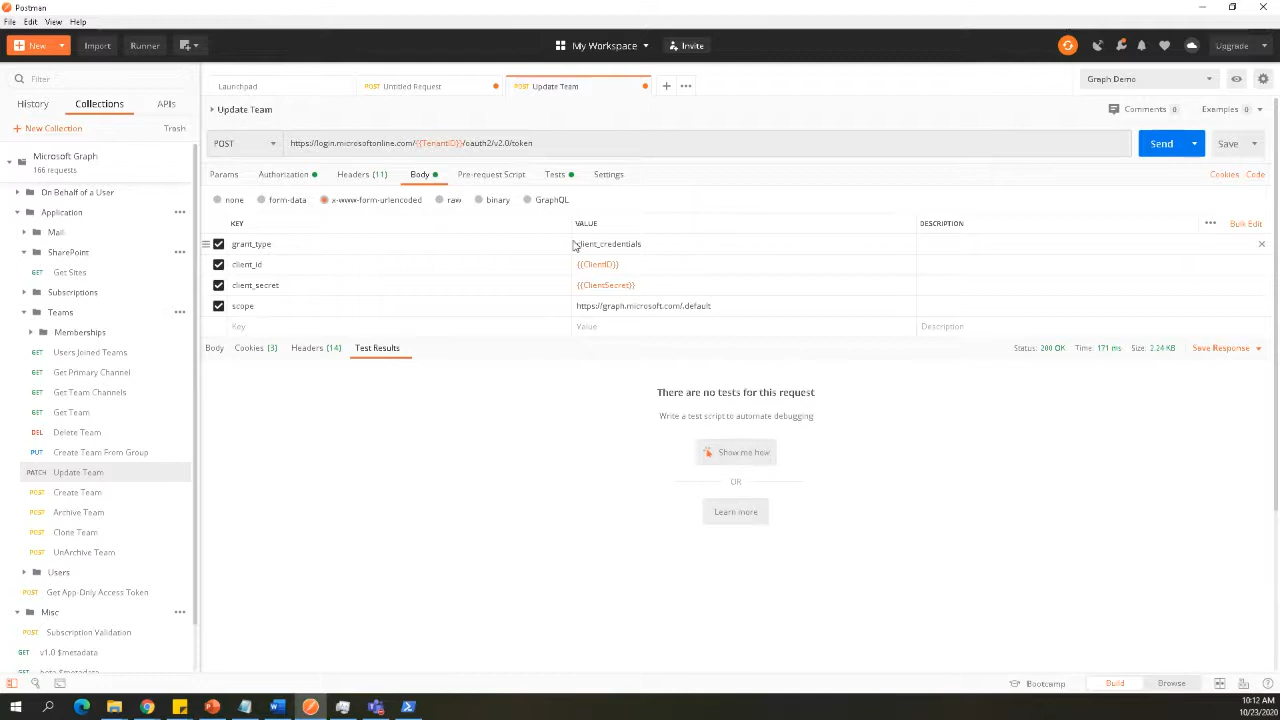 Postman
File Edit View Help
New Import Runner My Workspace Invite Upgrade
Filter
History Collections APIs
New Collection Trash
Microsoft Graph
166 requests
On Behalf of a User
Application
Mail
SharePoint
GET Get Sites
Subscriptions
Teams
Memberships
GET Users Joined Teams
GET Get Primary Channel
GET Get Team Channels
GET Get Team
DEL Delete Team
PUT Create Team From Group
PATCH Update Team
POST Create Team
POST Archive Team
POST Clone Team
POST UnArchive Team
Users
POST Get App-Only Access Token
Misc
POST Subscription Validation
GET v1.0 $metadata
GET beta $metadata
Launchpad POST Untitled Request POST Update Team Graph Demo
Update Team Comments 0 Examples 0
POST https://login.microsoftonline.com/{{TenantID}}/oauth2/v2.0/token Send Save
Params Authorization Headers (11) Body Pre-request Script Tests Settings Cookies Code
none form-data x-www-form-urlencoded raw binary GraphQL
KEY VALUE DESCRIPTION Bulk Edit
grant_type client_credentials
client_id {{ClientID}}
client_secret {{ClientSecret}}
scope https://graph.microsoft.com/.default
Key Value Description
Body Cookies (3) Headers (14) Test Results Status: 200 OK Time: 171 ms Size: 2.24 KB Save Response
There are no tests for this request
Write a test script to automate debugging
Show me how
OR
Learn more
Bootcamp Build Browse
10:12 AM
10/23/2020